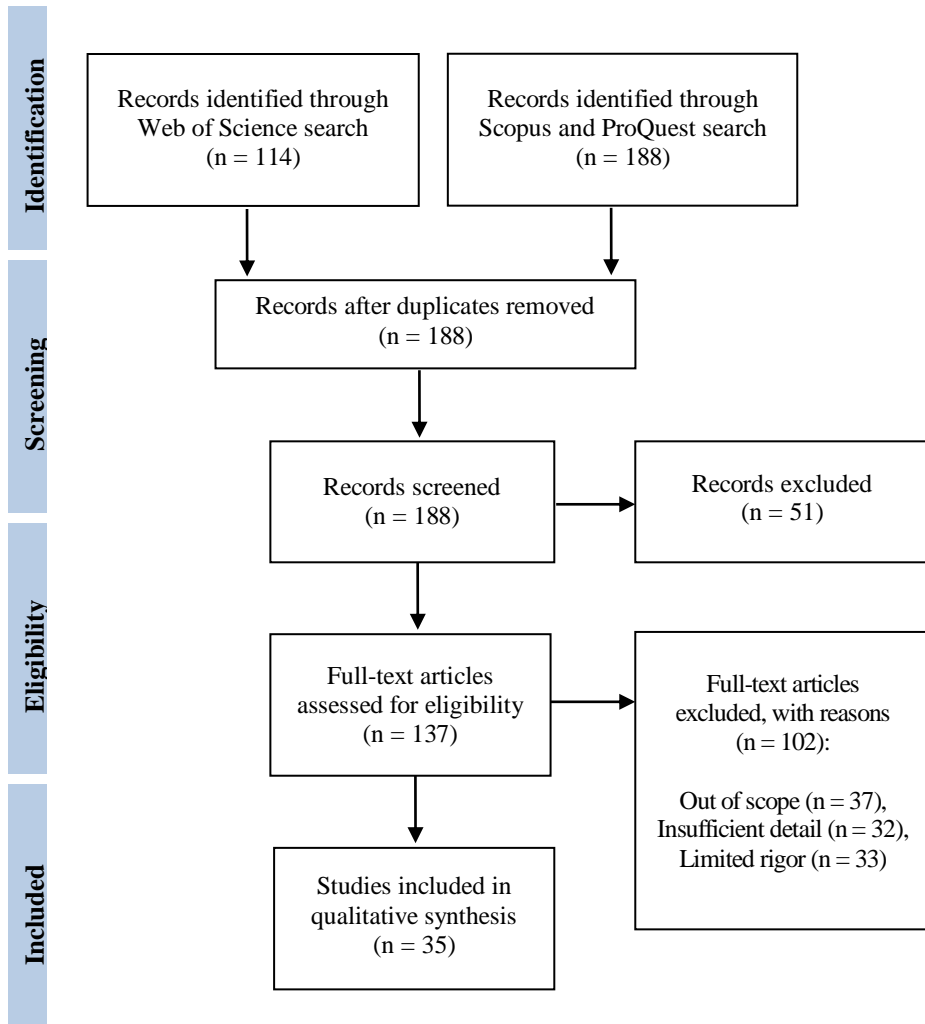 Identification
Records identified through
Web of Science search
(n = 114)
Records identified through
Scopus and ProQuest search
(n = 188)
Screening
Records after duplicates removed
(n = 188)
Records screened
(n = 188)
Records excluded
(n = 51)
Eligibility
Full-text articles
assessed for eligibility
(n = 137)
Full-text articles
excluded, with reasons
(n = 102):
Out of scope (n = 37),
Insufficient detail (n = 32),
Limited rigor (n = 33)
Included
Studies included in
qualitative synthesis
(n = 35)